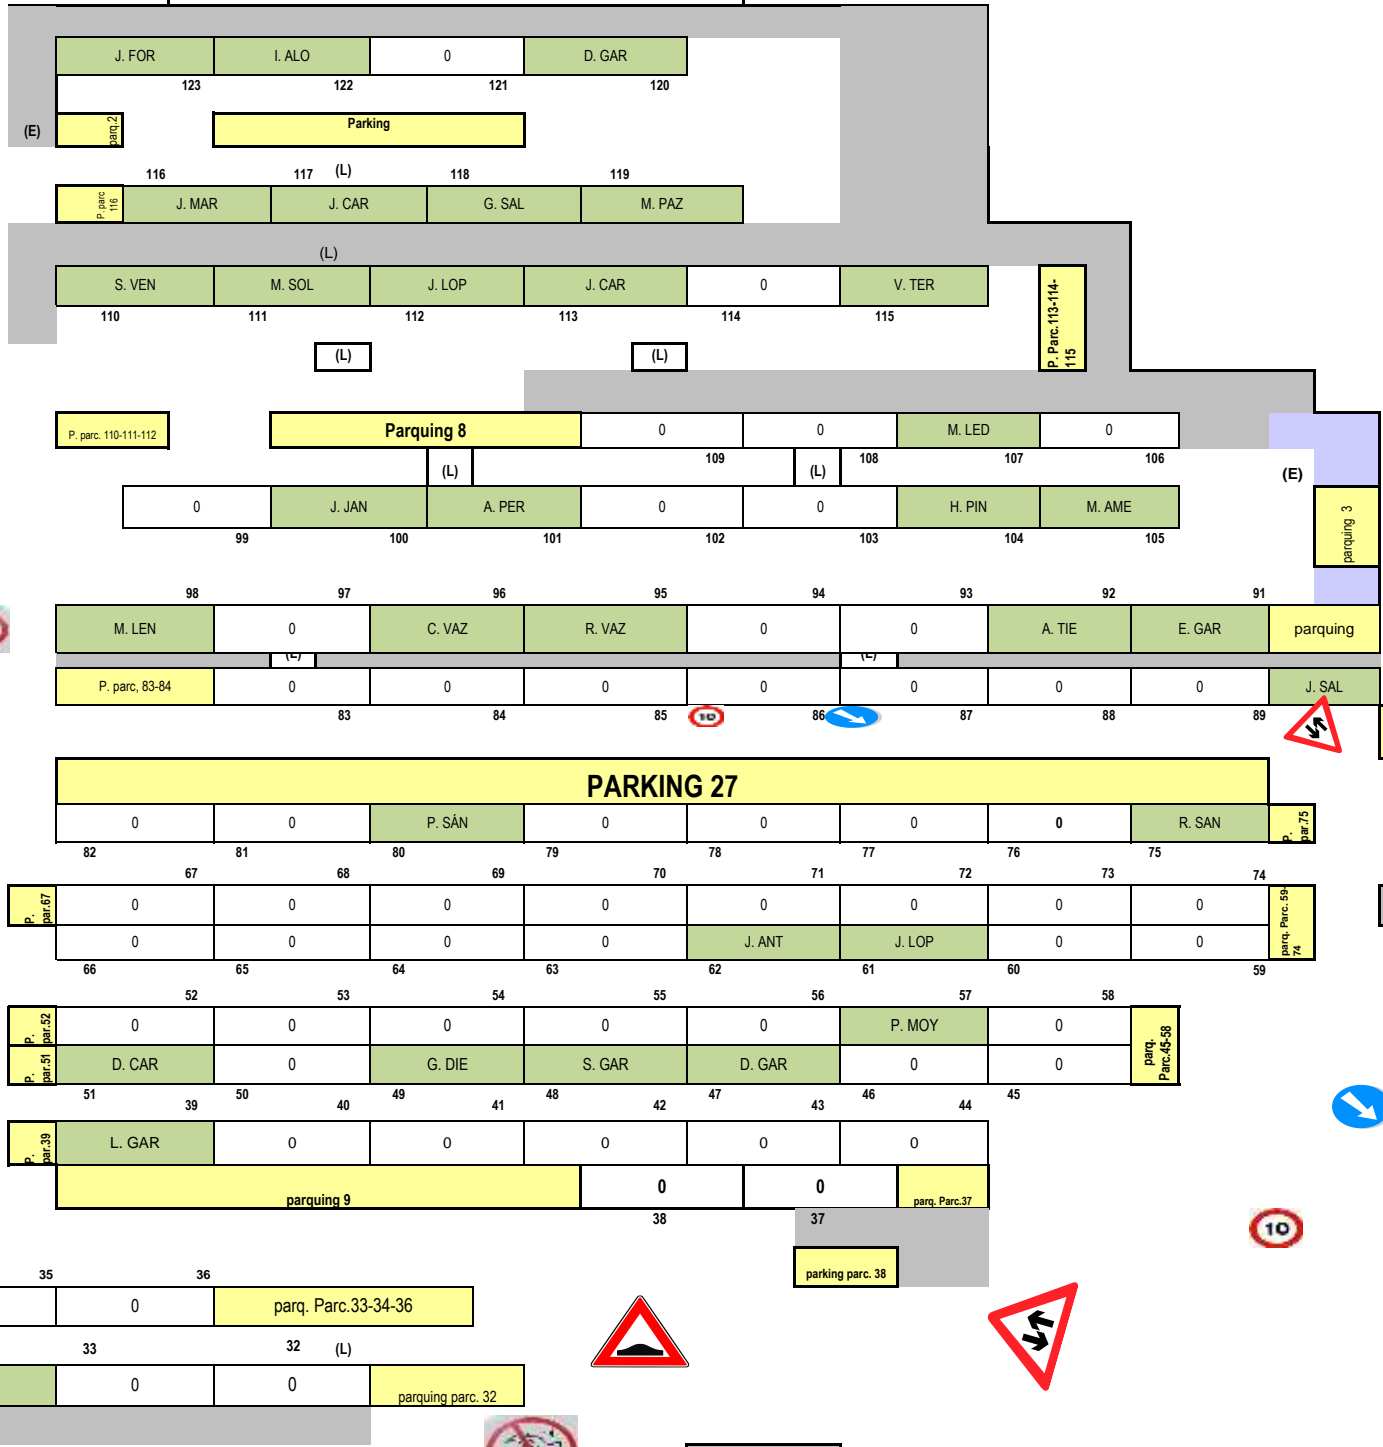 J. FOR I. ALO 0 D. GAR
123 122 121 120
(E) parq.2 Parking
116 117 (L) 118 119
P. parc 116 J. MAR J. CAR G. SAL M. PAZ
(L)
S. VEN M. SOL J. LOP J. CAR 0 V. TER
110 111 112 113 114 115
P. Parc.113-114-115
(L) (L)
P. parc. 110-111-112 Parquing 8 0 0 M. LED 0
109 108 107 106
(L) (L) (E)
0 J. JAN A. PER 0 0 H. PIN M. AME
parquing 3
99 100 101 102 103 104 105
98 97 96 95 94 93 92 91
M. LEN 0 C. VAZ R. VAZ 0 0 A. TIE E. GAR parquing
(L) (L)
P. parc, 83-84 0 0 0 0 0 0 0 J. SAL
83 84 85 10 86 87 88 89
PARKING 27
0 0 P. SÁN 0 0 0 0 R. SAN P. par.75
82 81 80 79 78 77 76 75
67 68 69 70 71 72 73 74
P. par.67 0 0 0 0 0 0 0 0 parq. Parc. 59-74
0 0 0 0 J. ANT J. LOP 0 0
66 65 64 63 62 61 60 59
52 53 54 55 56 57 58
P. par.52 0 0 0 0 0 P. MOY 0 parq. Parc.45-58
P. par.51 D. CAR 0 G. DIE S. GAR D. GAR 0 0
51 50 49 48 47 46 45
39 40 41 42 43 44
P. par.39 L. GAR 0 0 0 0 0
parquing 9 0 0 parq. Parc.37
38 37
10
parking parc. 38
35 36
0 parq. Parc.33-34-36
33 32 (L)
0 0 parquing parc. 32